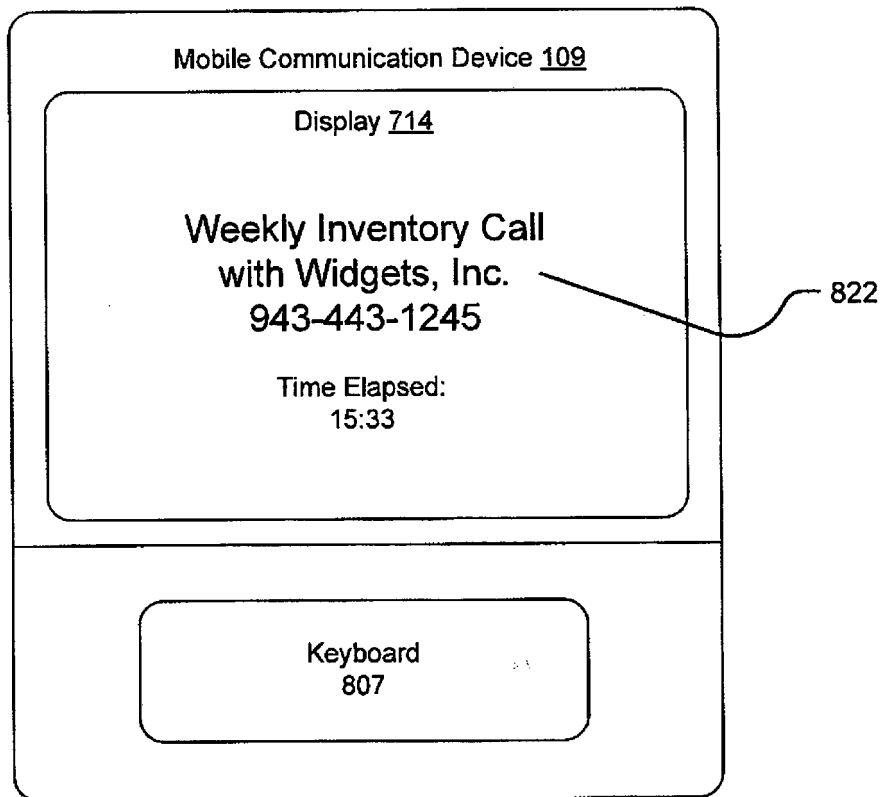 Mobile Communication Device 109
Display 714
Weekly Inventory Call
with Widgets, Inc.
943-443-1245
822
Time Elapsed:
15:33
Keyboard
807